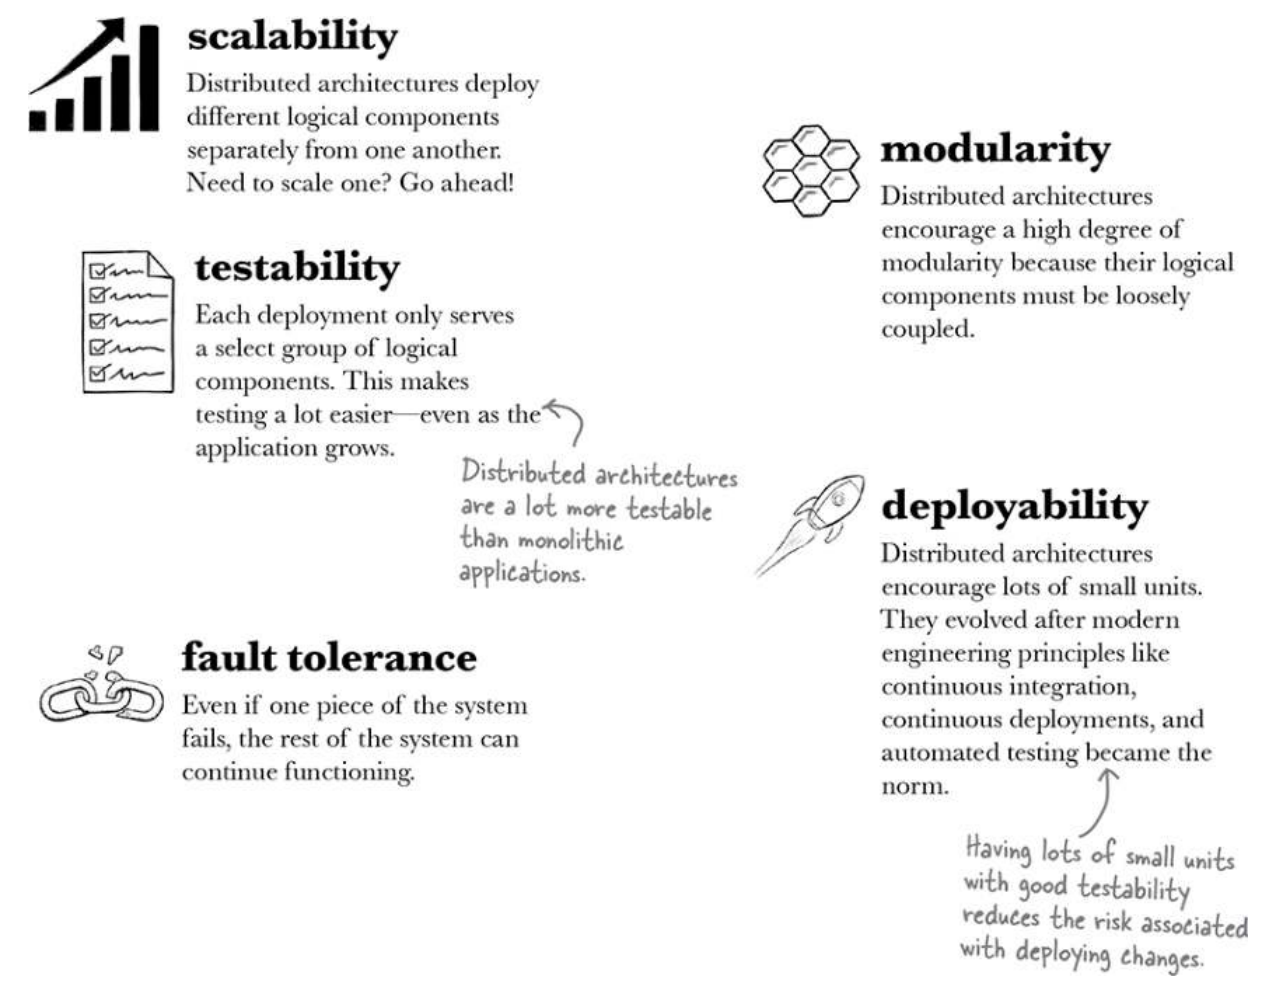 scalability
Distributed architectures deploy
different logical components
separately from one another.
Need to scale one? Go ahead!
modularity
Distributed architectures
encourage a high degree of
modularity because their logical
components must be loosely
coupled.
testability
Each deployment only serves
a select group of logical
components. This makes
testing a lot easier—even as the
application grows.
Distributed architectures
are a lot more testable
than monolithic
applications.
deployability
Distributed architectures
encourage lots of small units.
They evolved after modern
engineering principles like
continuous integration,
continuous deployments, and
automated testing became the
norm.
Having lots of small units
with good testability
reduces the risk associated
with deploying changes.
fault tolerance
Even if one piece of the system
fails, the rest of the system can
continue functioning.